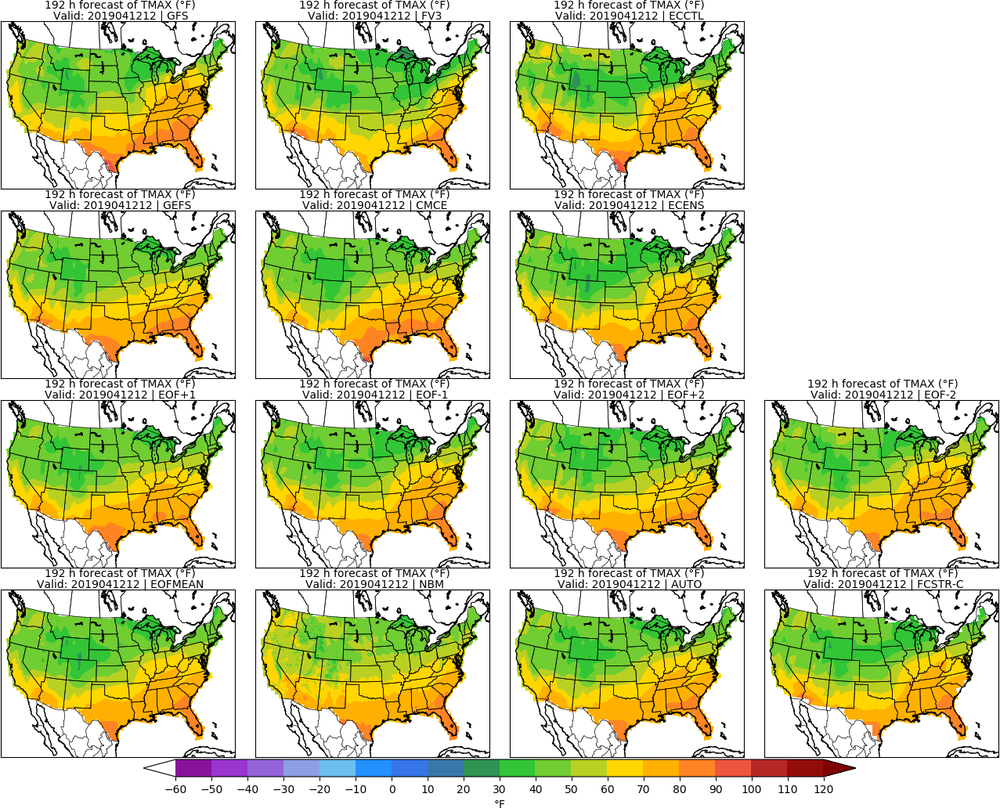 192 h forecast of TMAX (°F)
Valid: 2019041212 | GFS
192 h forecast of TMAX (°F)
Valid: 2019041212 | FV3
192 h forecast of TMAX (°F)
Valid: 2019041212 | ECCTL
192 h forecast of TMAX (°F)
Valid: 2019041212 | GEFS
192 h forecast of TMAX (°F)
Valid: 2019041212 | CMCE
192 h forecast of TMAX (°F)
Valid: 2019041212 | ECENS
192 h forecast of TMAX (°F)
Valid: 2019041212 | EOF+1
192 h forecast of TMAX (°F)
Valid: 2019041212 | EOF-1
192 h forecast of TMAX (°F)
Valid: 2019041212 | EOF+2
192 h forecast of TMAX (°F)
Valid: 2019041212 | EOF-2
192 h forecast of TMAX (°F)
Valid: 2019041212 | EOFMEAN
192 h forecast of TMAX (°F)
Valid: 2019041212 | NBM
192 h forecast of TMAX (°F)
Valid: 2019041212 | AUTO
192 h forecast of TMAX (°F)
Valid: 2019041212 | FCSTR-C
−60 −50 −40 −30 −20 −10 0 10 20 30 40 50 60 70 80 90 100 110 120
°F